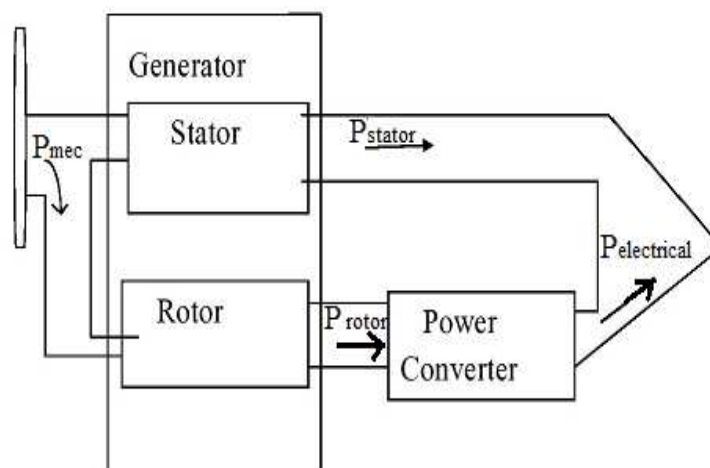 Generator
Stator
Pstator
Pmec
Pelectrical
Rotor
Protor
Power
Converter